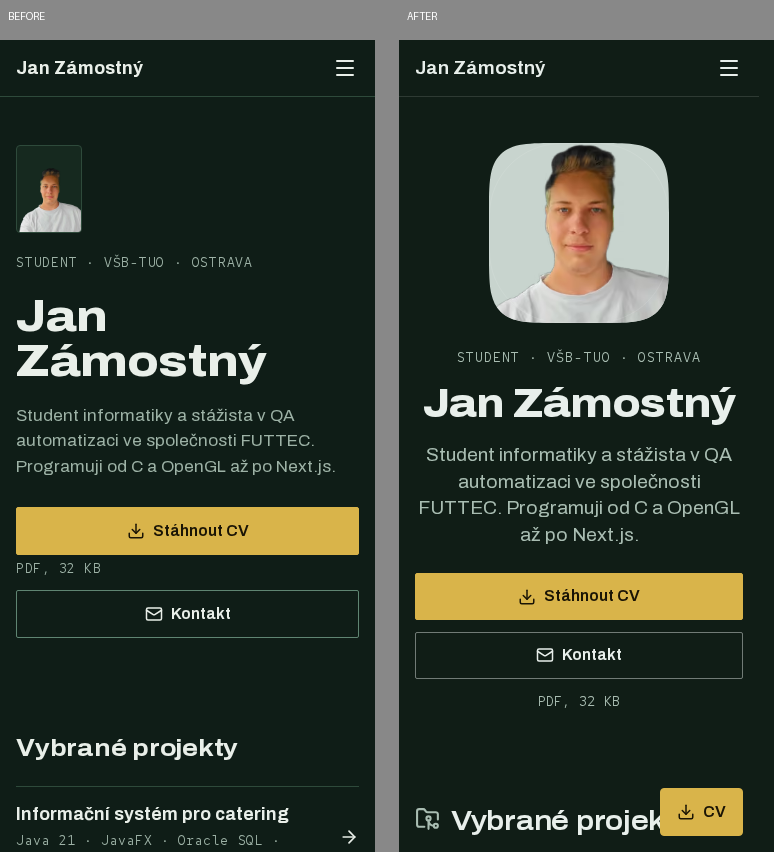 BEFORE
Jan Zámostný
STUDENT · VŠB-TUO · OSTRAVA
Jan
Zámostný
Student informatiky a stážista v QA
automatizaci ve společnosti FUTTEC.
Programuji od C a OpenGL až po Next.js.
Stáhnout CV
PDF, 32 KB
Kontakt
Vybrané projekty
Informační systém pro catering
Java 21 · JavaFX · Oracle SQL ·
AFTER
Jan Zámostný
STUDENT · VŠB-TUO · OSTRAVA
Jan Zámostný
Student informatiky a stážista v QA
automatizaci ve společnosti
FUTTEC. Programuji od C a OpenGL
až po Next.js.
Stáhnout CV
Kontakt
PDF, 32 KB
Vybrané projek
CV